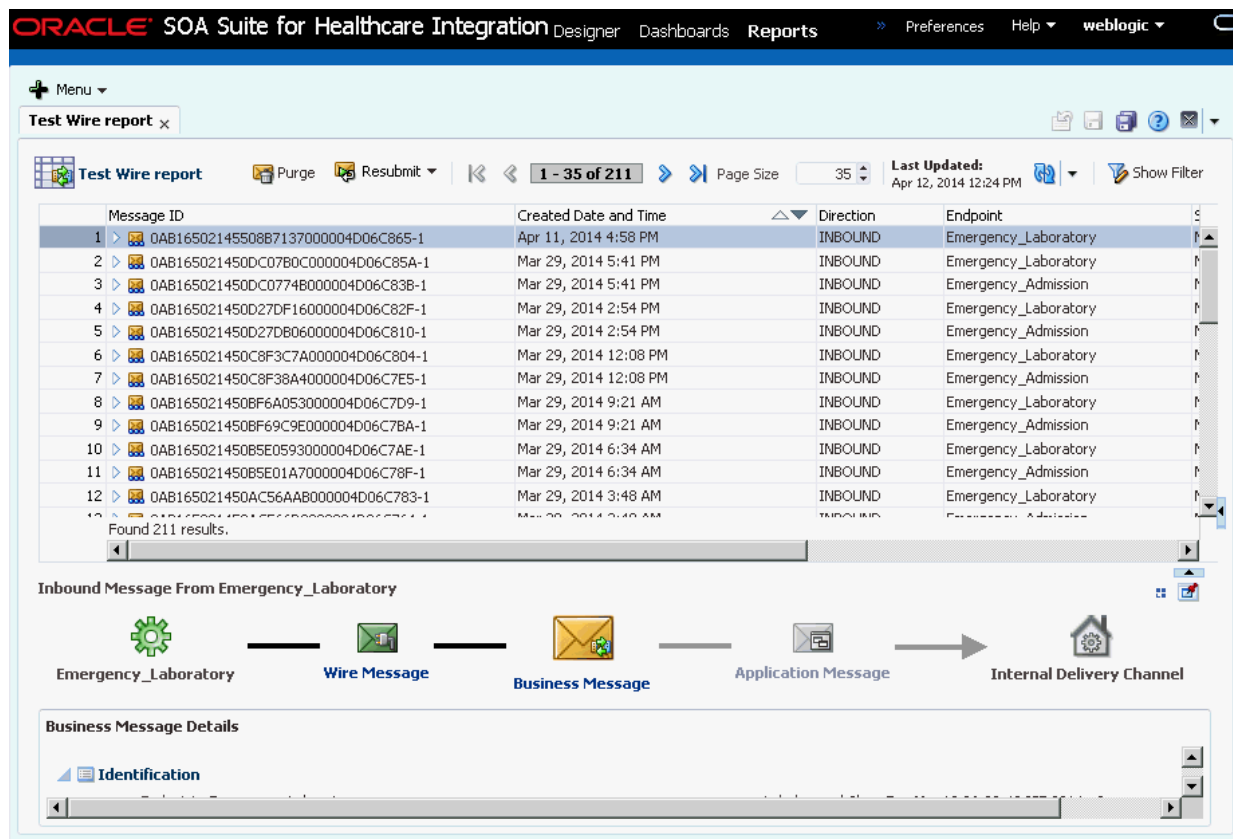 ORACLE® SOA Suite for Healthcare Integration Designer Dashboards Reports » Preferences Help weblogic
Menu
Test Wire report x
Test Wire report Purge Resubmit 1 - 35 of 211 Page Size 35 Last Updated: Apr 12, 2014 12:24 PM Show Filter
Message ID Created Date and Time Direction Endpoint
1 0AB16502145508B7137000004D06C865-1 Apr 11, 2014 4:58 PM INBOUND Emergency_Laboratory
2 0AB165021450DC07B0C000004D06C85A-1 Mar 29, 2014 5:41 PM INBOUND Emergency_Laboratory
3 0AB165021450DC0774B000004D06C83B-1 Mar 29, 2014 5:41 PM INBOUND Emergency_Admission
4 0AB165021450D27DF16000004D06C82F-1 Mar 29, 2014 2:54 PM INBOUND Emergency_Laboratory
5 0AB165021450D27DB06000004D06C810-1 Mar 29, 2014 2:54 PM INBOUND Emergency_Admission
6 0AB165021450C8F3C7A000004D06C804-1 Mar 29, 2014 12:08 PM INBOUND Emergency_Laboratory
7 0AB165021450C8F38A4000004D06C7E5-1 Mar 29, 2014 12:08 PM INBOUND Emergency_Admission
8 0AB165021450BF6A053000004D06C7D9-1 Mar 29, 2014 9:21 AM INBOUND Emergency_Laboratory
9 0AB165021450BF69C9E000004D06C7BA-1 Mar 29, 2014 9:21 AM INBOUND Emergency_Admission
10 0AB165021450B5E0593000004D06C7AE-1 Mar 29, 2014 6:34 AM INBOUND Emergency_Laboratory
11 0AB165021450B5E01A7000004D06C78F-1 Mar 29, 2014 6:34 AM INBOUND Emergency_Admission
12 0AB165021450AC56AAB000004D06C783-1 Mar 29, 2014 3:48 AM INBOUND Emergency_Laboratory
Found 211 results.
Inbound Message From Emergency_Laboratory
Emergency_Laboratory Wire Message Business Message Application Message Internal Delivery Channel
Business Message Details
Identification